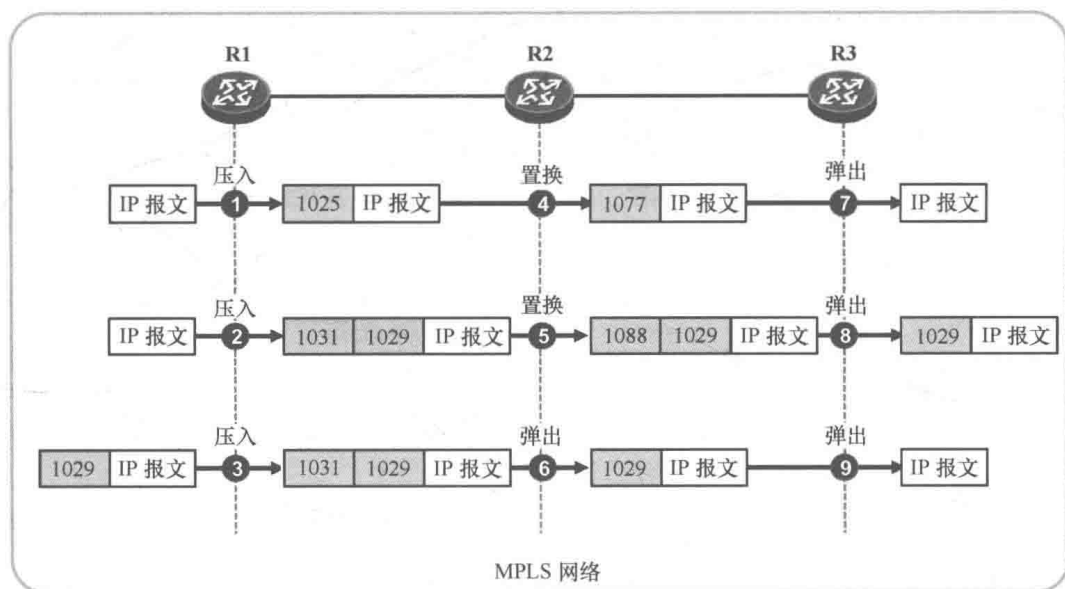 R1 R2 R3
压入 置换 弹出
IP 报文 1 1025 IP 报文 4 1077 IP 报文 7 IP 报文
压入 置换 弹出
IP 报文 2 1031 1029 IP 报文 5 1088 1029 IP 报文 8 1029 IP 报文
压入 弹出 弹出
1029 IP 报文 3 1031 1029 IP 报文 6 1029 IP 报文 9 IP 报文
MPLS 网络